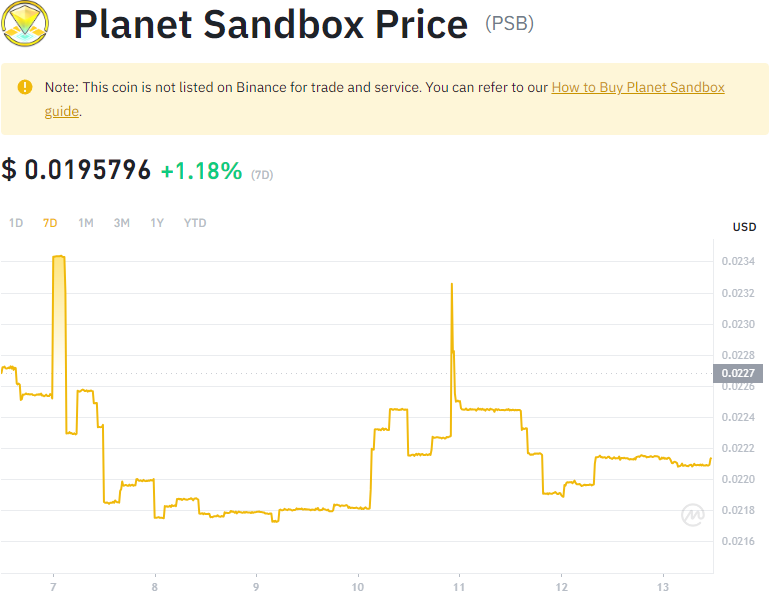 Planet Sandbox Price (PSB)
Note: This coin is not listed on Binance for trade and service. You can refer to our How to Buy Planet Sandbox
guide.
$ 0.0195796 +1.18% (7D)
1D 7D 1M 3M 1Y YTD
USD
0.0234
0.0232
0.0230
0.0228
0.0227
0.0226
0.0224
0.0222
0.0220
0.0218
0.0216
7 8 9 10 11 12 13